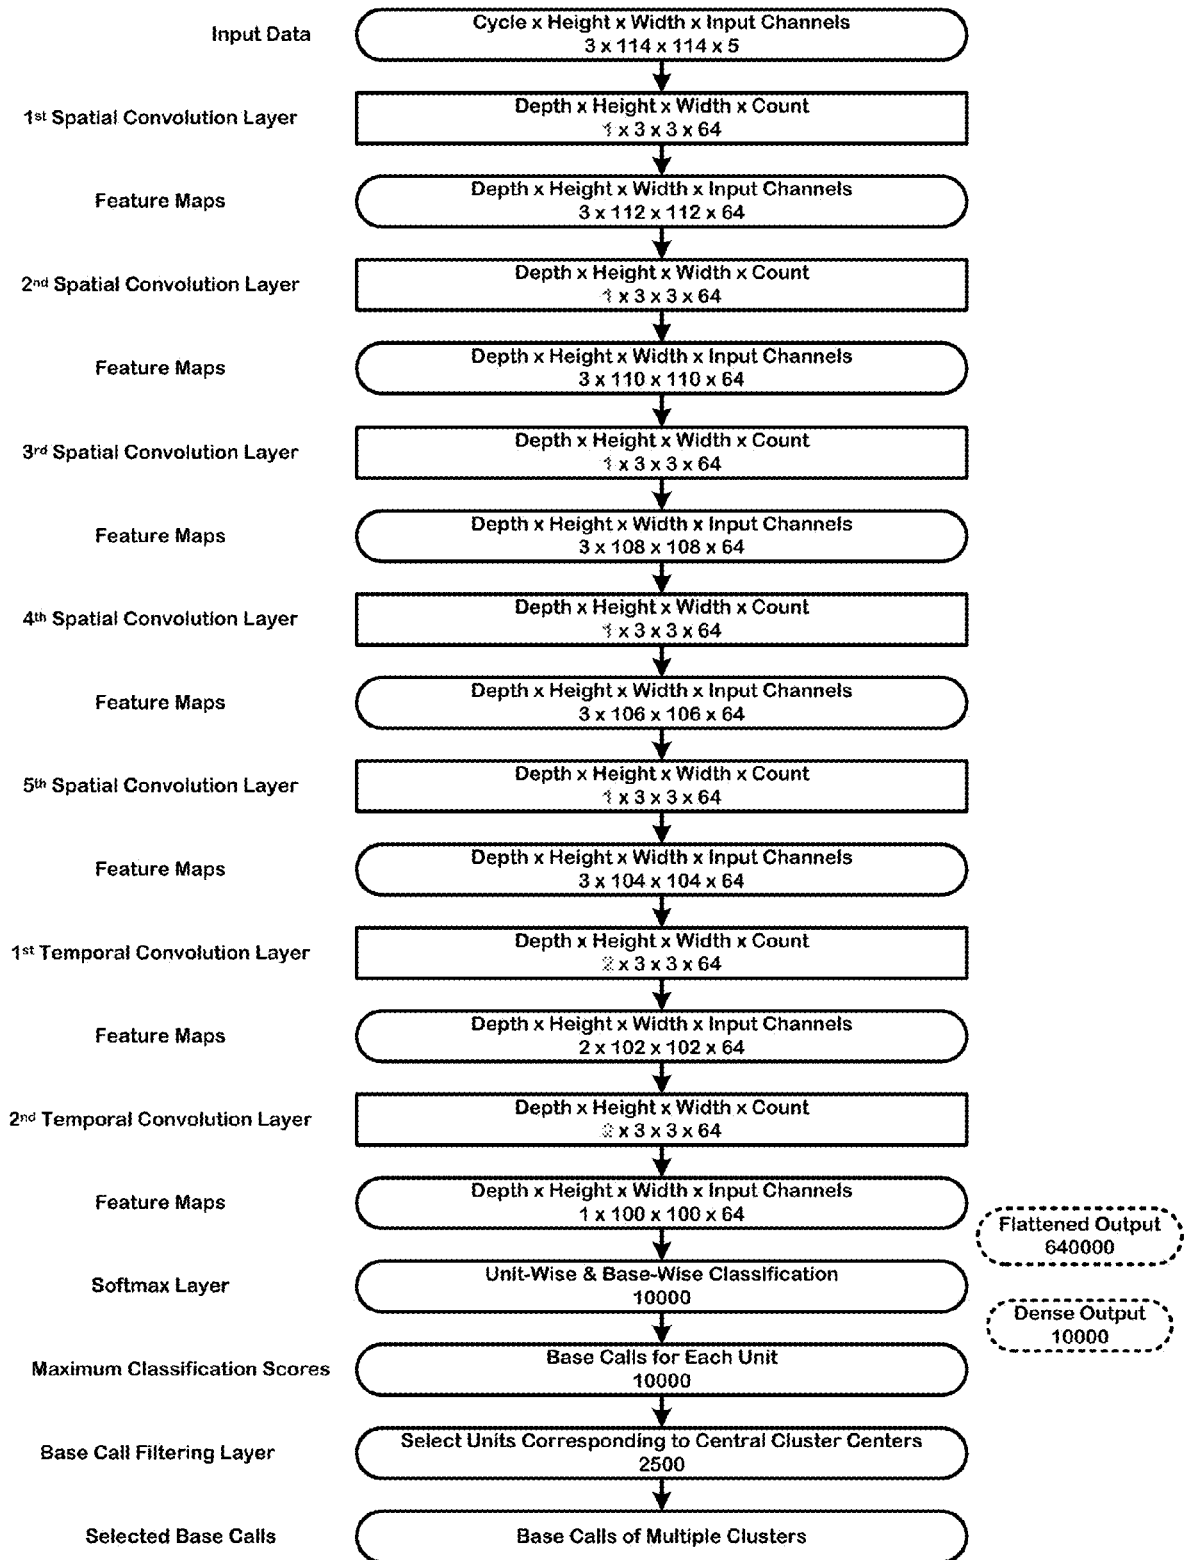 Input Data
Cycle x Height x Width x Input Channels
3 x 114 x 114 x 5
1st Spatial Convolution Layer
Depth x Height x Width x Count
1 x 3 x 3 x 64
Feature Maps
Depth x Height x Width x Input Channels
3 x 112 x 112 x 64
2nd Spatial Convolution Layer
Depth x Height x Width x Count
1 x 3 x 3 x 64
Feature Maps
Depth x Height x Width x Input Channels
3 x 110 x 110 x 64
3rd Spatial Convolution Layer
Depth x Height x Width x Count
1 x 3 x 3 x 64
Feature Maps
Depth x Height x Width x Input Channels
3 x 108 x 108 x 64
4th Spatial Convolution Layer
Depth x Height x Width x Count
1 x 3 x 3 x 64
Feature Maps
Depth x Height x Width x Input Channels
3 x 106 x 106 x 64
5th Spatial Convolution Layer
Depth x Height x Width x Count
1 x 3 x 3 x 64
Feature Maps
Depth x Height x Width x Input Channels
3 x 104 x 104 x 64
1st Temporal Convolution Layer
Depth x Height x Width x Count
2 x 3 x 3 x 64
Feature Maps
Depth x Height x Width x Input Channels
2 x 102 x 102 x 64
2nd Temporal Convolution Layer
Depth x Height x Width x Count
2 x 3 x 3 x 64
Feature Maps
Depth x Height x Width x Input Channels
1 x 100 x 100 x 64
Flattened Output
640000
Softmax Layer
Unit-Wise & Base-Wise Classification
10000
Dense Output
10000
Maximum Classification Scores
Base Calls for Each Unit
10000
Base Call Filtering Layer
Select Units Corresponding to Central Cluster Centers
2500
Selected Base Calls
Base Calls of Multiple Clusters